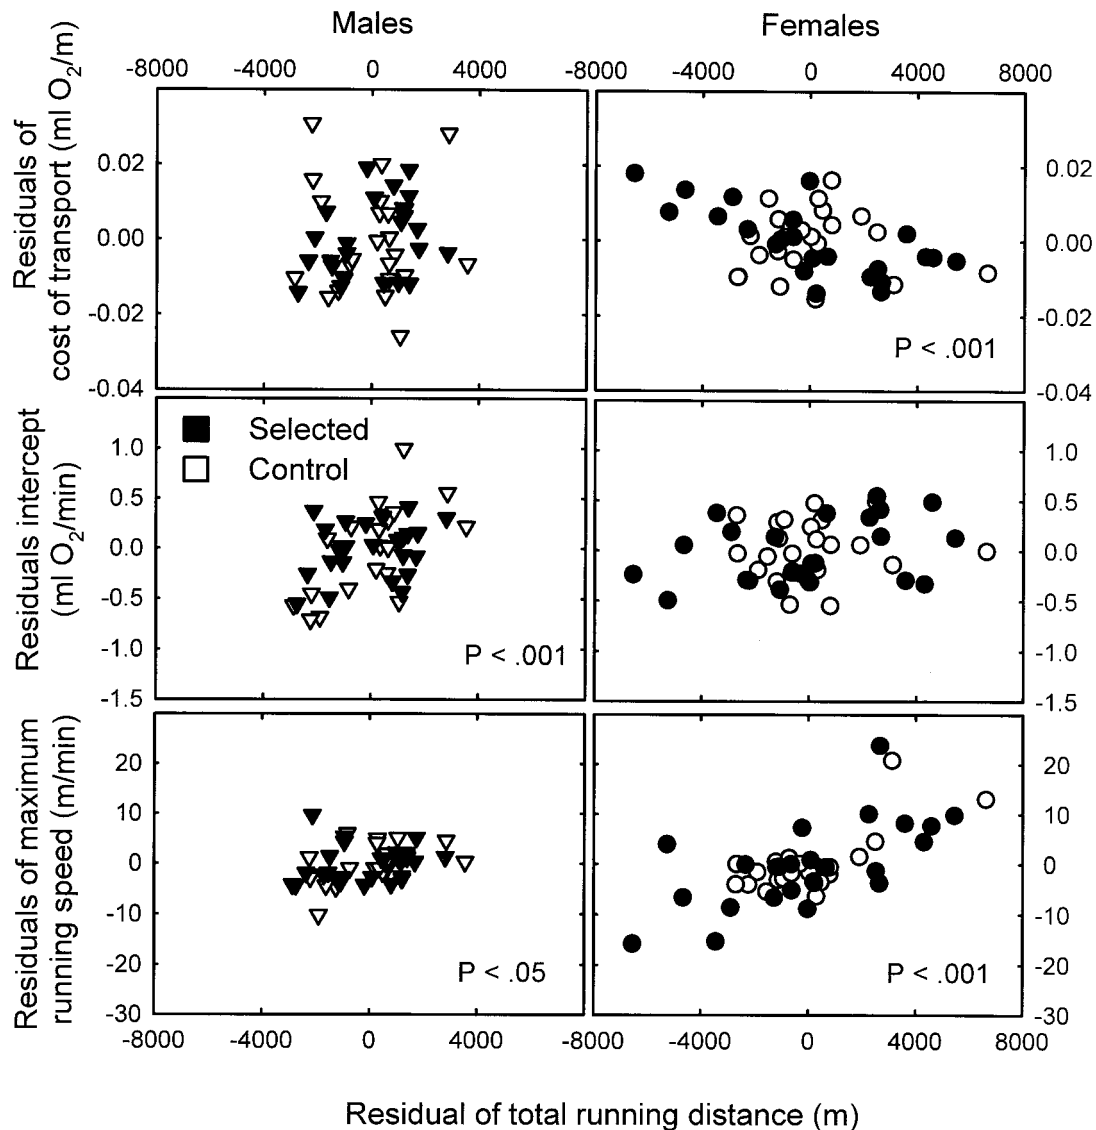 Males
Females
-8000 -4000 0 4000 -8000 -4000 0 4000 8000
Residuals of
cost of transport (ml O₂/m)
0.02
0.00
-0.02
-0.04
0.02
0.00
-0.02
-0.04
P < .001
Residuals intercept
(ml O₂/min)
1.0
0.5
0.0
-0.5
-1.0
-1.5
Selected
Control
P < .001
1.0
0.5
0.0
-0.5
-1.0
-1.5
Residuals of maximum
running speed (m/min)
20
10
0
-10
-20
-30
P < .05
20
10
0
-10
-20
-30
P < .001
-8000 -4000 0 4000 -8000 -4000 0 4000 8000
Residual of total running distance (m)